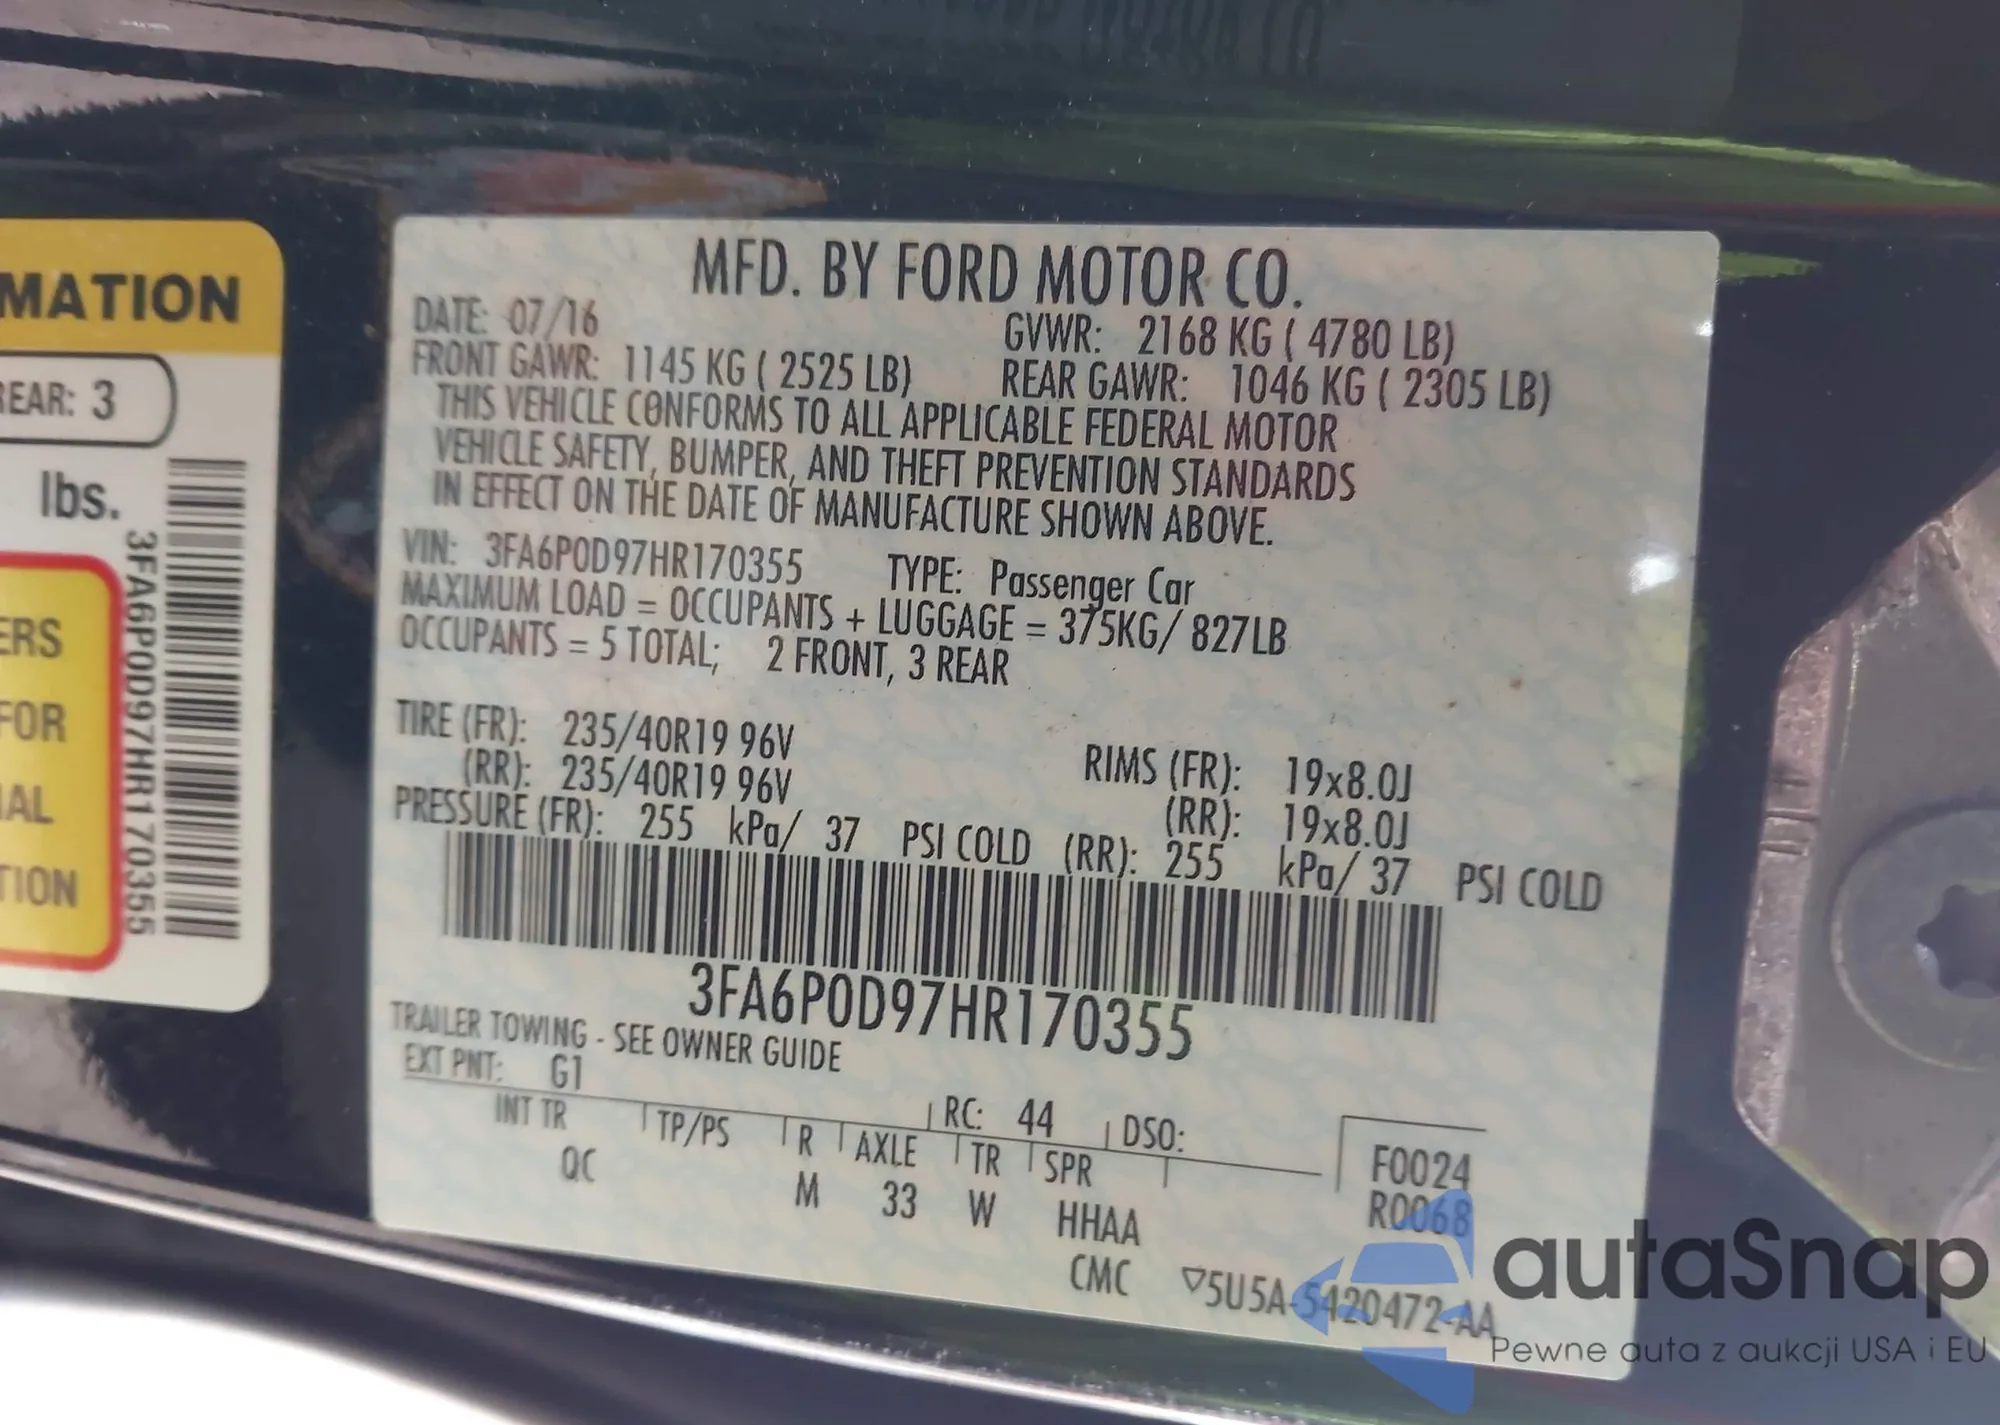 MATION
REAR: 3
lbs.
3FA6P0D97HR170355
ERS
FOR
IAL
TION
MFD. BY FORD MOTOR CO.
DATE: 07/16 GVWR: 2168 KG ( 4780 LB)
FRONT GAWR: 1145 KG ( 2525 LB) REAR GAWR: 1046 KG ( 2305 LB)
THIS VEHICLE CONFORMS TO ALL APPLICABLE FEDERAL MOTOR
VEHICLE SAFETY, BUMPER, AND THEFT PREVENTION STANDARDS
IN EFFECT ON THE DATE OF MANUFACTURE SHOWN ABOVE.
VIN: 3FA6P0D97HR170355 TYPE: Passenger Car
MAXIMUM LOAD = OCCUPANTS + LUGGAGE = 375KG/ 827LB
OCCUPANTS = 5 TOTAL; 2 FRONT, 3 REAR
TIRE (FR): 235/40R19 96V RIMS (FR): 19x8.0J
(RR): 235/40R19 96V (RR): 19x8.0J
PRESSURE (FR): 255 kPa/ 37 PSI COLD (RR): 255 kPa/ 37 PSI COLD
3FA6P0D97HR170355
TRAILER TOWING - SEE OWNER GUIDE
EXT PNT: G1 RC: 44 DSO:
INT TR TP/PS R AXLE TR SPR F0024
QC M 33 W HHAA R0068
CMC ▽5U5A-5420472-AA
autaSnap
Pewne auta z aukcji USA i EU